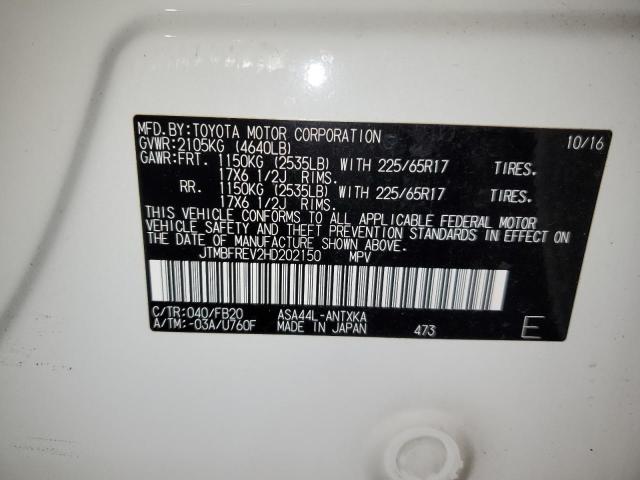 MFD.BY:TOYOTA MOTOR CORPORATION 10/16
GVWR:2105KG (4640LB)
GAWR:FRT. 1150KG (2535LB) WITH 225/65R17 TIRES.
17X6 1/2J RIMS.
RR. 1150KG (2535LB) WITH 225/65R17 TIRES.
17X6 1/2J RIMS.
THIS VEHICLE CONFORMS TO ALL APPLICABLE FEDERAL MOTOR
VEHICLE SAFETY AND THEFT PREVENTION STANDARDS IN EFFECT ON
THE DATE OF MANUFACTURE SHOWN ABOVE.
JTMBFREV2HD202150 MPV
C/TR:040/FB20 ASA44L-ANTXKA
A/TM:-03A/U760F MADE IN JAPAN 473 E